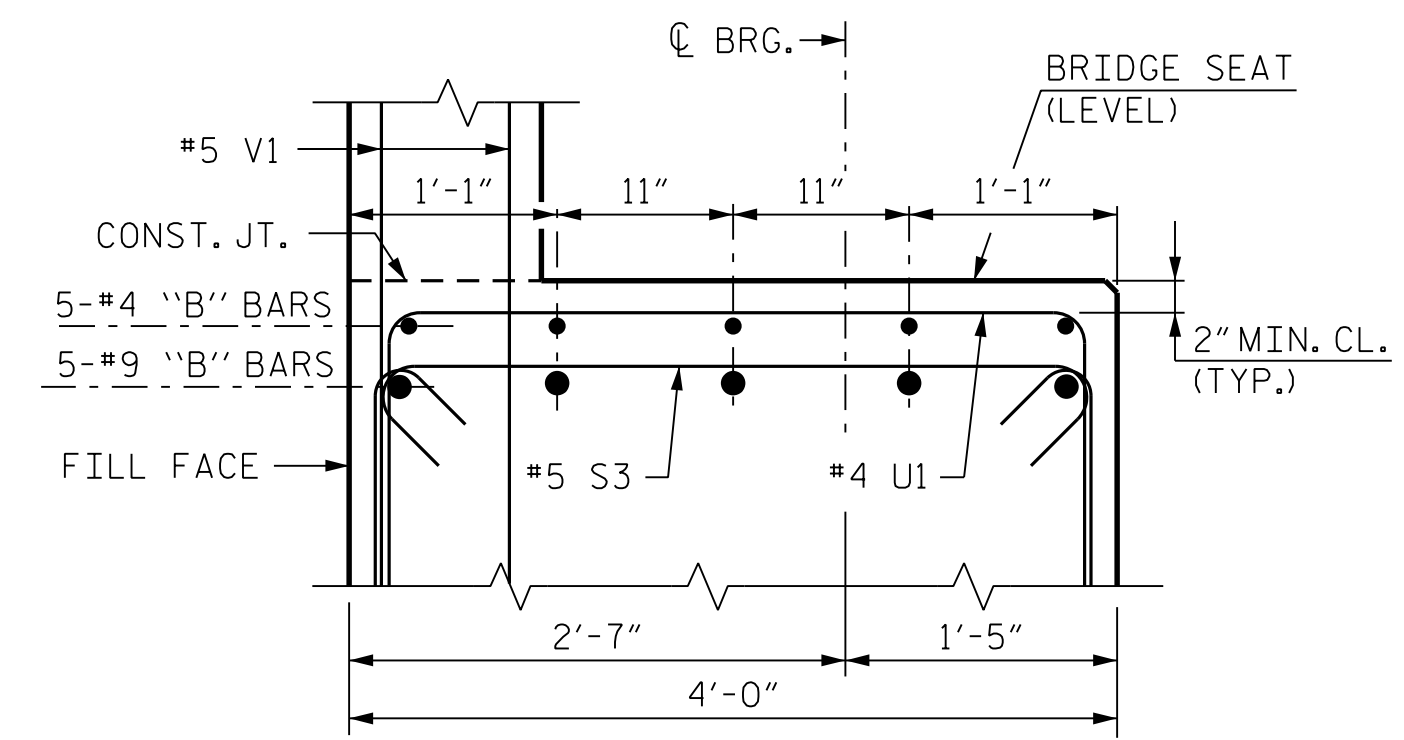 ℄ BRG.
BRIDGE SEAT
(LEVEL)
#5 V1
1'-1"
11"
11"
1'-1"
CONST. JT.
5-#4 "B" BARS
2" MIN. CL.
(TYP.)
5-#9 "B" BARS
FILL FACE
#5 S3
#4 U1
2'-7"
1'-5"
4'-0"